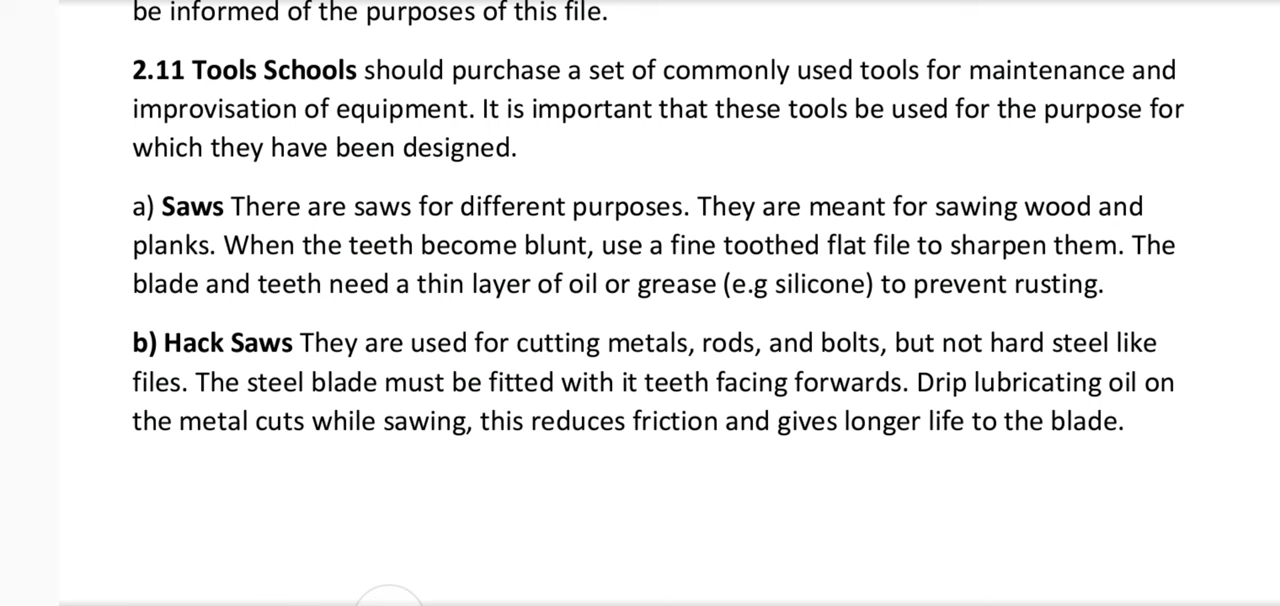 be informed of the purposes of this file.
2.11 Tools Schools should purchase a set of commonly used tools for maintenance and
improvisation of equipment. It is important that these tools be used for the purpose for
which they have been designed.
a) Saws There are saws for different purposes. They are meant for sawing wood and
planks. When the teeth become blunt, use a fine toothed flat file to sharpen them. The
blade and teeth need a thin layer of oil or grease (e.g silicone) to prevent rusting.
b) Hack Saws They are used for cutting metals, rods, and bolts, but not hard steel like
files. The steel blade must be fitted with it teeth facing forwards. Drip lubricating oil on
the metal cuts while sawing, this reduces friction and gives longer life to the blade.